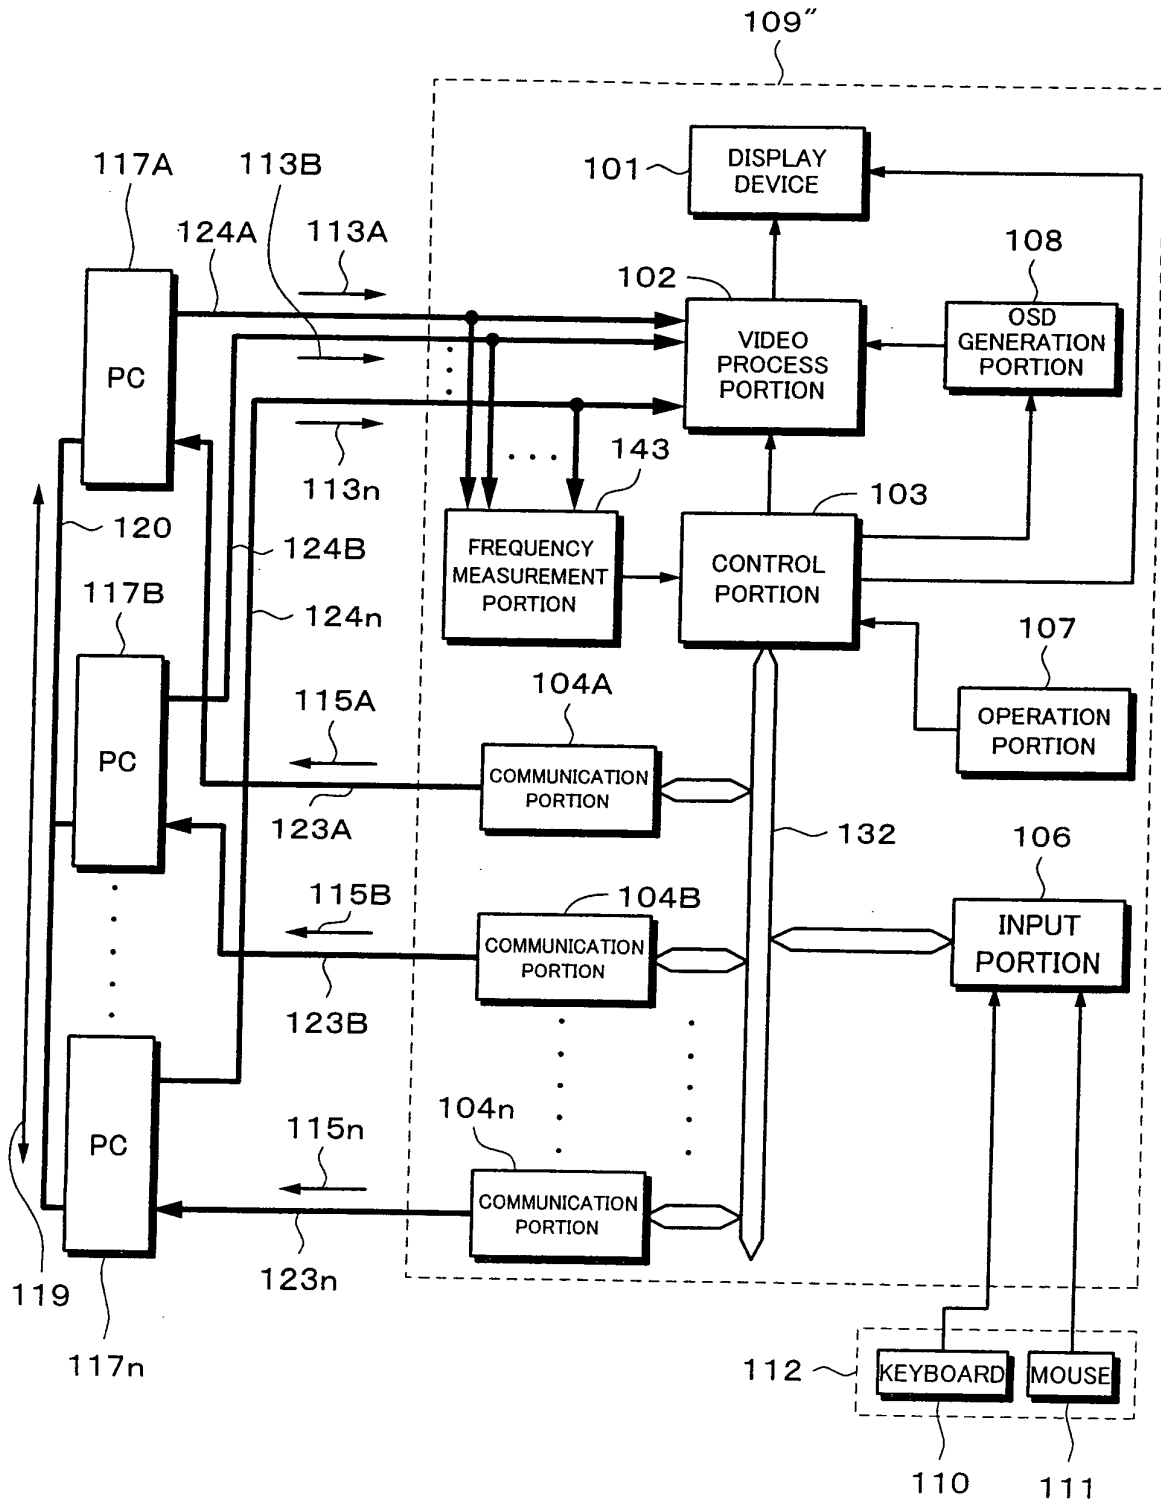 109″
117A
113B
DISPLAY
DEVICE
101
124A
113A
108
102
OSD
GENERATION
PORTION
VIDEO
PROCESS
PORTION
PC
143
113n
103
120
124B
FREQUENCY
MEASUREMENT
PORTION
CONTROL
PORTION
117B
124n
107
104A
115A
OPERATION
PORTION
PC
COMMUNICATION
PORTION
123A
132
106
115B
104B
COMMUNICATION
PORTION
INPUT
PORTION
123B
104n
115n
PC
COMMUNICATION
PORTION
123n
119
117n
112
KEYBOARD
MOUSE
110
111